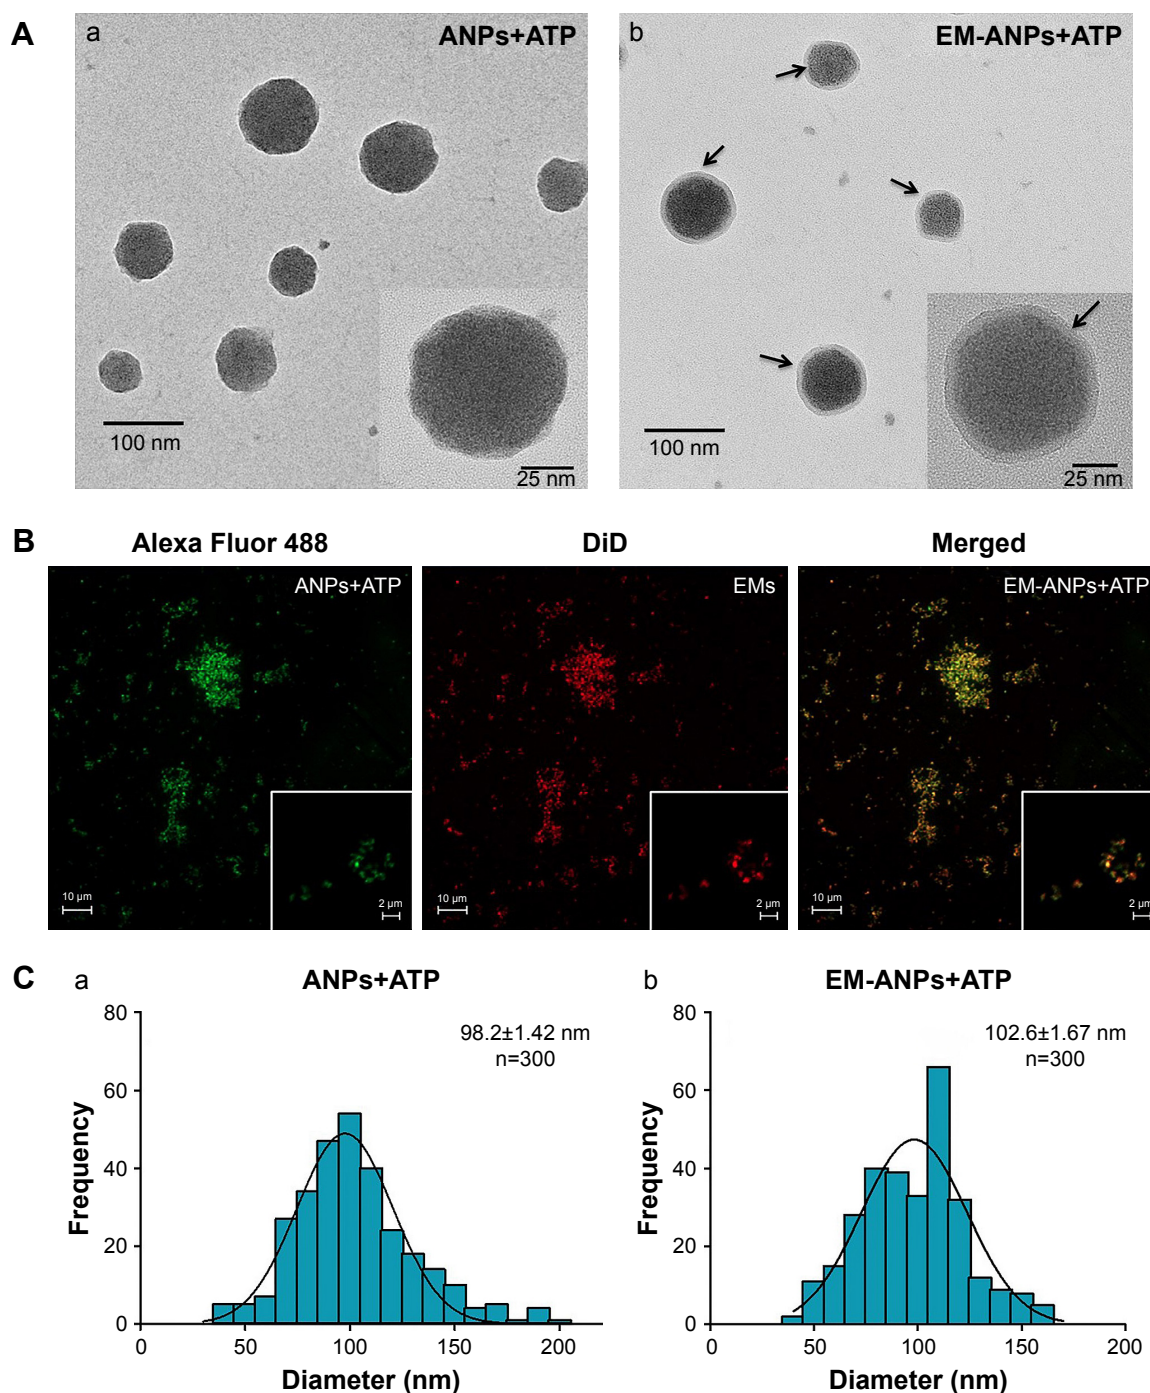 A
a
ANPs+ATP
100 nm
25 nm
b
EM-ANPs+ATP
100 nm
25 nm
B
Alexa Fluor 488
DiD
Merged
ANPs+ATP
10 µm
2 µm
EMs
10 µm
2 µm
EM-ANPs+ATP
10 µm
2 µm
C
a
ANPs+ATP
98.2±1.42 nm
n=300
Frequency
80
60
40
20
0
0 50 100 150 200
Diameter (nm)
b
EM-ANPs+ATP
102.6±1.67 nm
n=300
Frequency
80
60
40
20
0
0 50 100 150 200
Diameter (nm)